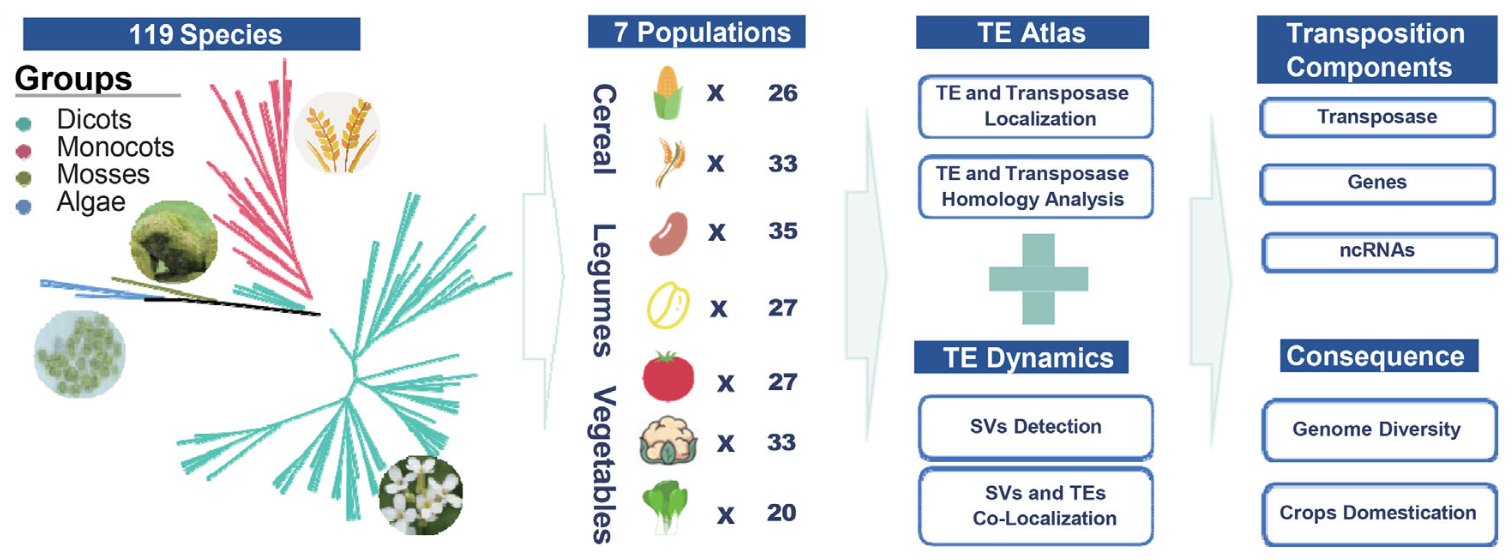 119 Species
Groups
Dicots
Monocots
Mosses
Algae
7 Populations
Cereal
Legumes
Vegetables
X 26
X 33
X 35
X 27
X 27
X 33
X 20
TE Atlas
TE and Transposase
Localization
TE and Transposase
Homology Analysis
TE Dynamics
SVs Detection
SVs and TEs
Co-Localization
Transposition
Components
Transposase
Genes
ncRNAs
Consequence
Genome Diversity
Crops Domestication